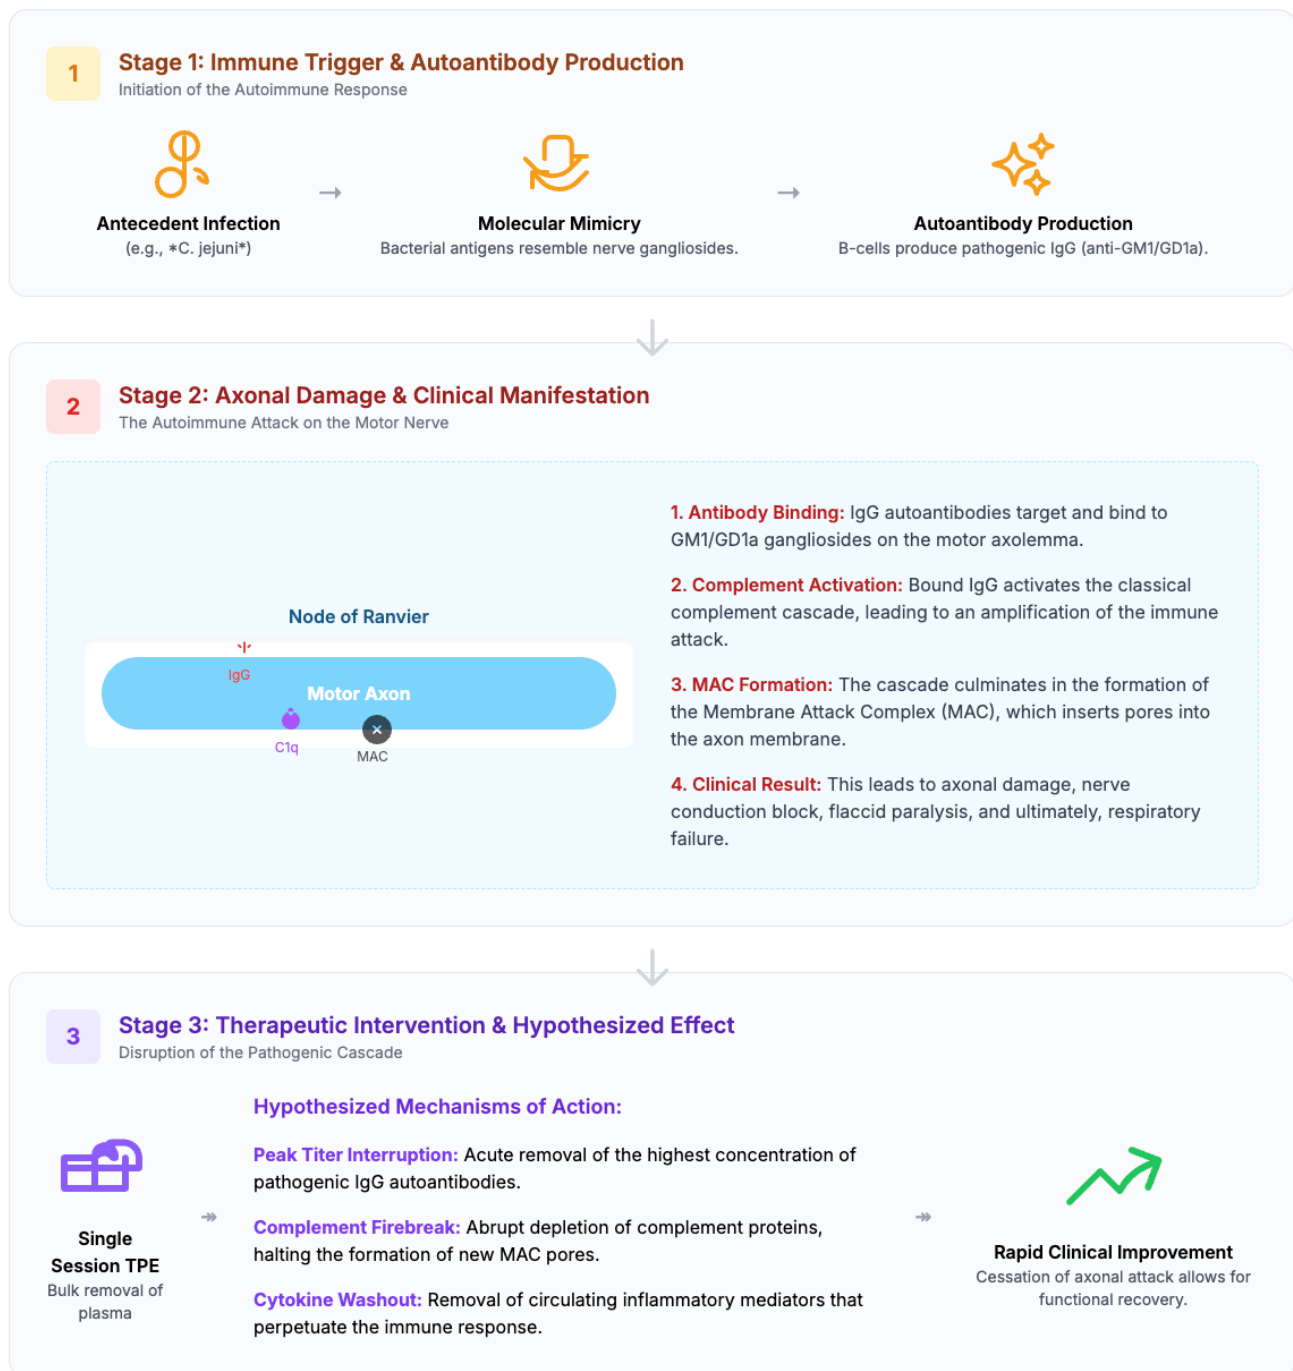 1
Stage 1: Immune Trigger & Autoantibody Production
Initiation of the Autoimmune Response
Antecedent Infection
(e.g., *C. jejuni*)
Molecular Mimicry
Bacterial antigens resemble nerve gangliosides.
Autoantibody Production
B-cells produce pathogenic IgG (anti-GM1/GD1a).
2
Stage 2: Axonal Damage & Clinical Manifestation
The Autoimmune Attack on the Motor Nerve
Node of Ranvier
IgG
Motor Axon
C1q
MAC
1. Antibody Binding: IgG autoantibodies target and bind to
GM1/GD1a gangliosides on the motor axolemma.
2. Complement Activation: Bound IgG activates the classical
complement cascade, leading to an amplification of the immune
attack.
3. MAC Formation: The cascade culminates in the formation of
the Membrane Attack Complex (MAC), which inserts pores into
the axon membrane.
4. Clinical Result: This leads to axonal damage, nerve
conduction block, flaccid paralysis, and ultimately, respiratory
failure.
3
Stage 3: Therapeutic Intervention & Hypothesized Effect
Disruption of the Pathogenic Cascade
Single
Session TPE
Bulk removal of
plasma
Hypothesized Mechanisms of Action:
Peak Titer Interruption: Acute removal of the highest concentration of
pathogenic IgG autoantibodies.
Complement Firebreak: Abrupt depletion of complement proteins,
halting the formation of new MAC pores.
Cytokine Washout: Removal of circulating inflammatory mediators that
perpetuate the immune response.
Rapid Clinical Improvement
Cessation of axonal attack allows for
functional recovery.